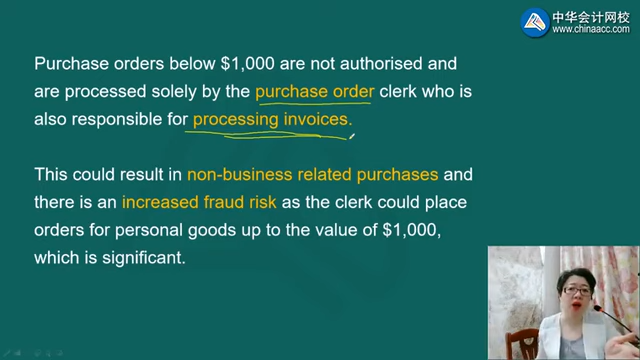 中华会计网校
www.chinaacc.com
Purchase orders below $1,000 are not authorised and
are processed solely by the purchase order clerk who is
also responsible for processing invoices.
This could result in non-business related purchases and
there is an increased fraud risk as the clerk could place
orders for personal goods up to the value of $1,000,
which is significant.